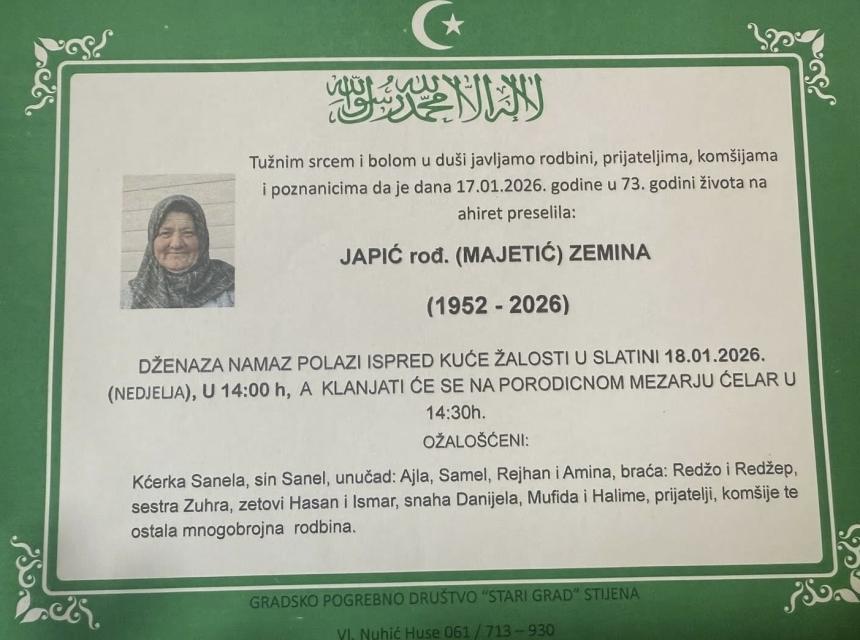 لا إله إلا الله محمد رسول الله
Tužnim srcem i bolom u duši javljamo rodbini, prijateljima, komšijama
i poznanicima da je dana 17.01.2026. godine u 73. godini života na
ahiret preselila:
JAPIĆ rođ. (MAJETIĆ) ZEMINA
(1952 - 2026)
DŽENAZA NAMAZ POLAZI ISPRED KUĆE ŽALOSTI U SLATINI 18.01.2026.
(NEDJELJA), U 14:00 h, A KLANJATI ĆE SE NA PORODICNOM MEZARJU ĆELAR U
14:30h.
OŽALOŠĆENI:
Kćerka Sanela, sin Sanel, unučad: Ajla, Samel, Rejhan i Amina, braća: Redžo i Redžep,
sestra Zuhra, zetovi Hasan i Ismar, snaha Danijela, Mufida i Halime, prijatelji, komšije te
ostala mnogobrojna rodbina.
GRADSKO POGREBNO DRUŠTVO "STARI GRAD" STIJENA
Vl. Nuhić Huse 061 / 713 – 930